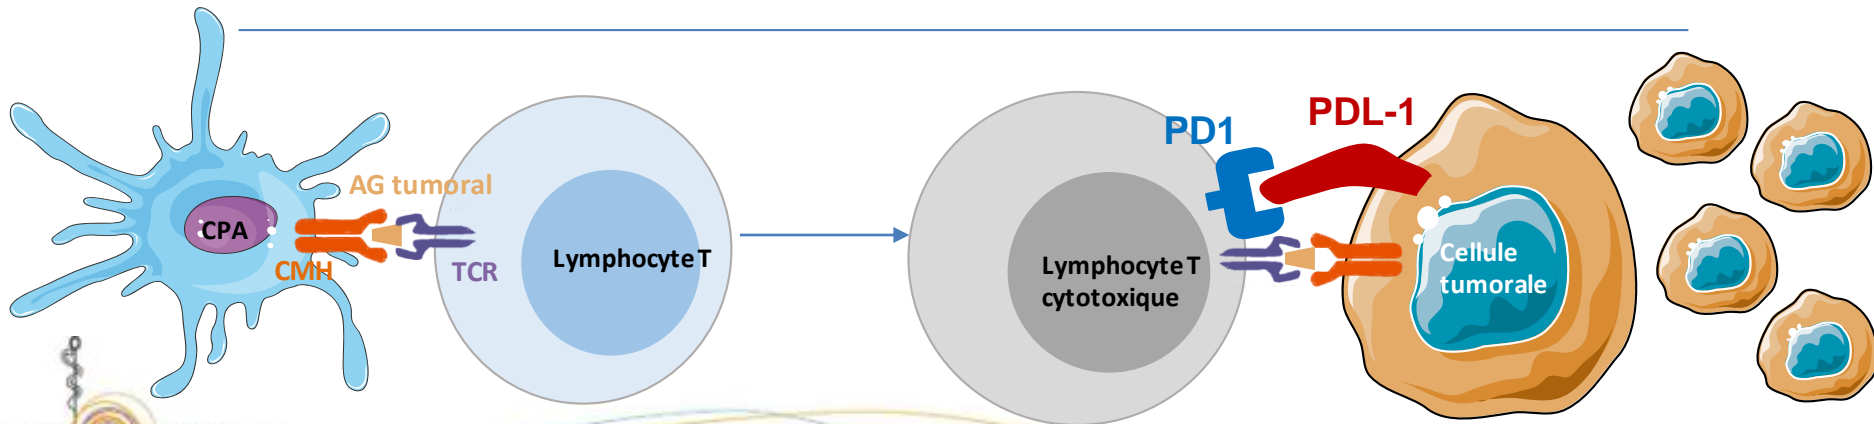 CPA
AG tumoral
CMH
TCR
Lymphocyte T
PD1
PDL-1
Lymphocyte T
cytotoxique
Cellule
tumorale